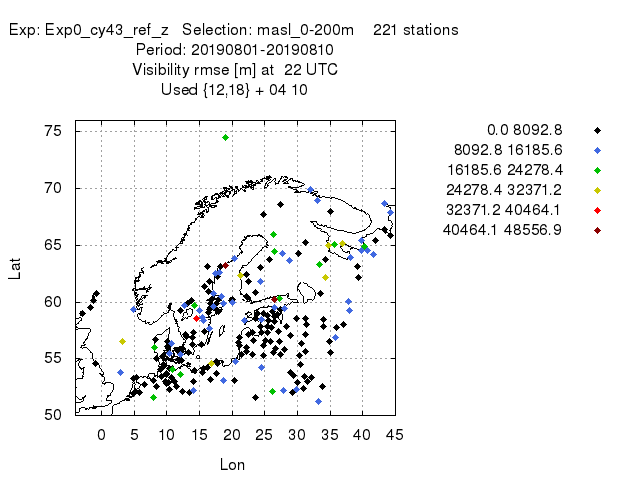 Exp: Exp0_cy43_ref_z Selection: masl_0-200m 221 stations
Period: 20190801-20190810
Visibility rmse [m] at 22 UTC
Used {12,18} + 04 10
0.0 8092.8
8092.8 16185.6
16185.6 24278.4
24278.4 32371.2
32371.2 40464.1
40464.1 48556.9
75
70
65
60
55
50
Lat
0 5 10 15 20 25 30 35 40 45
Lon